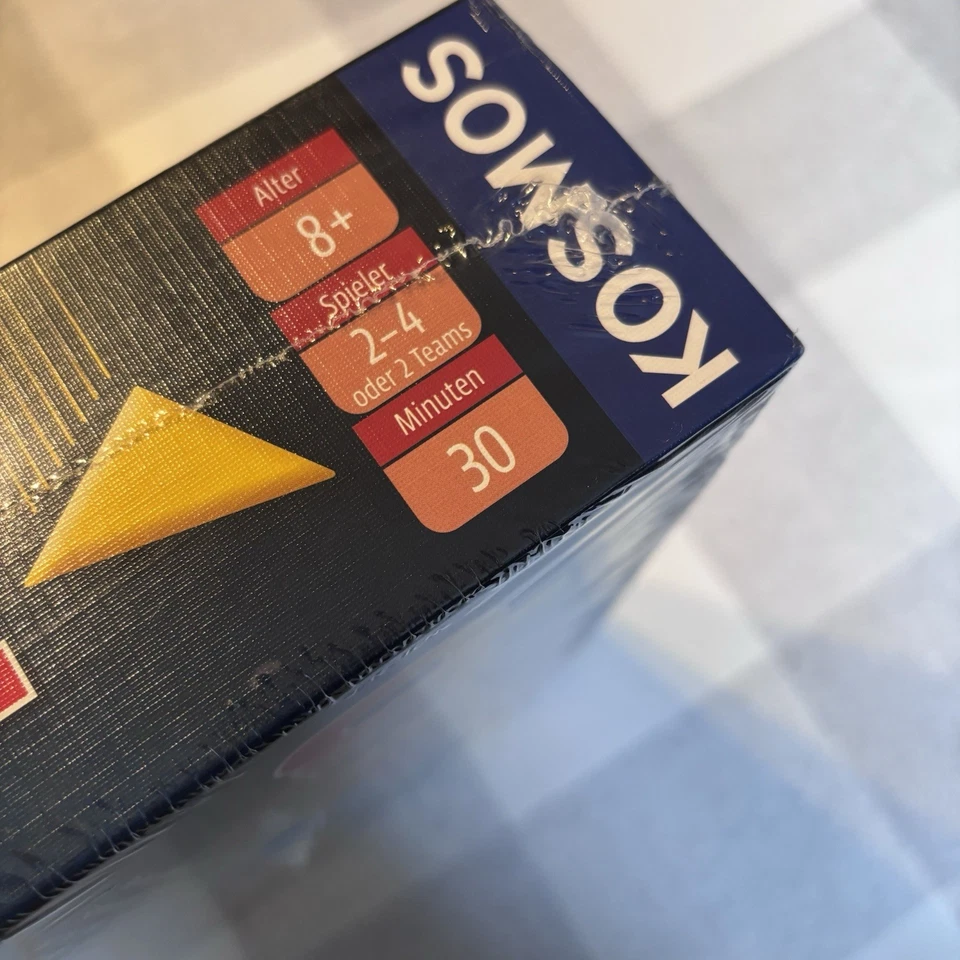 KOSMOS
Alter
8+
Spieler
2–4
oder 2 Teams
Minuten
30